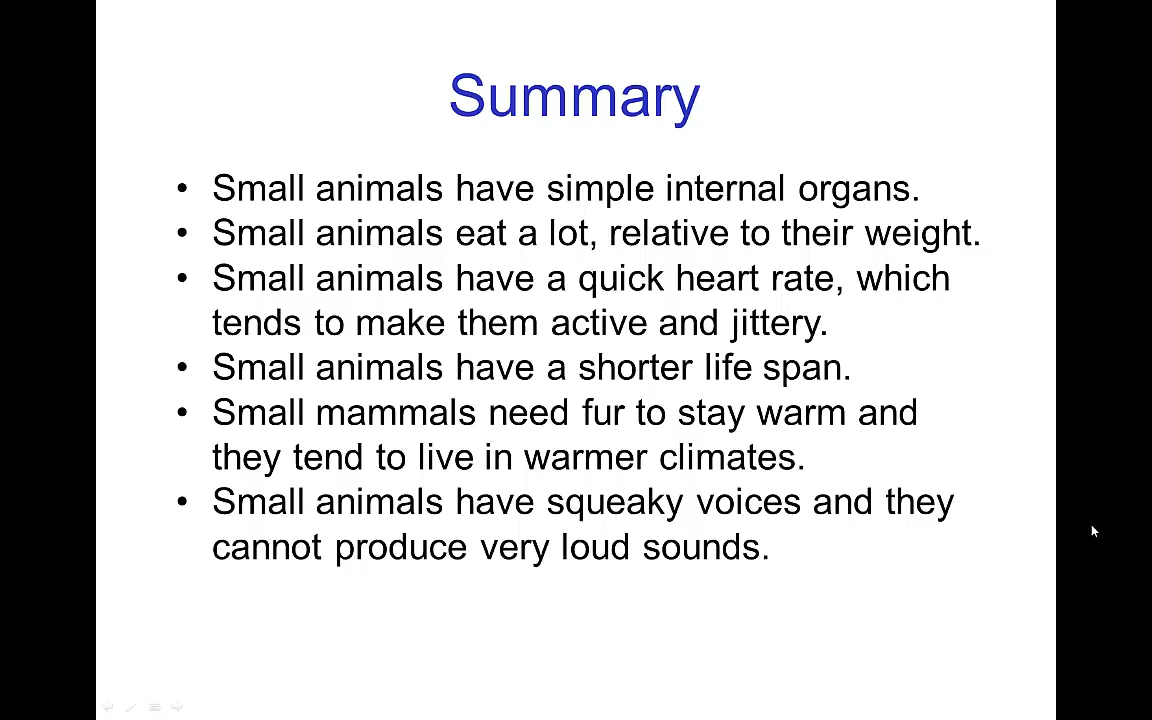 Summary
• Small animals have simple internal organs.
• Small animals eat a lot, relative to their weight.
• Small animals have a quick heart rate, which
tends to make them active and jittery.
• Small animals have a shorter life span.
• Small mammals need fur to stay warm and
they tend to live in warmer climates.
• Small animals have squeaky voices and they
cannot produce very loud sounds.